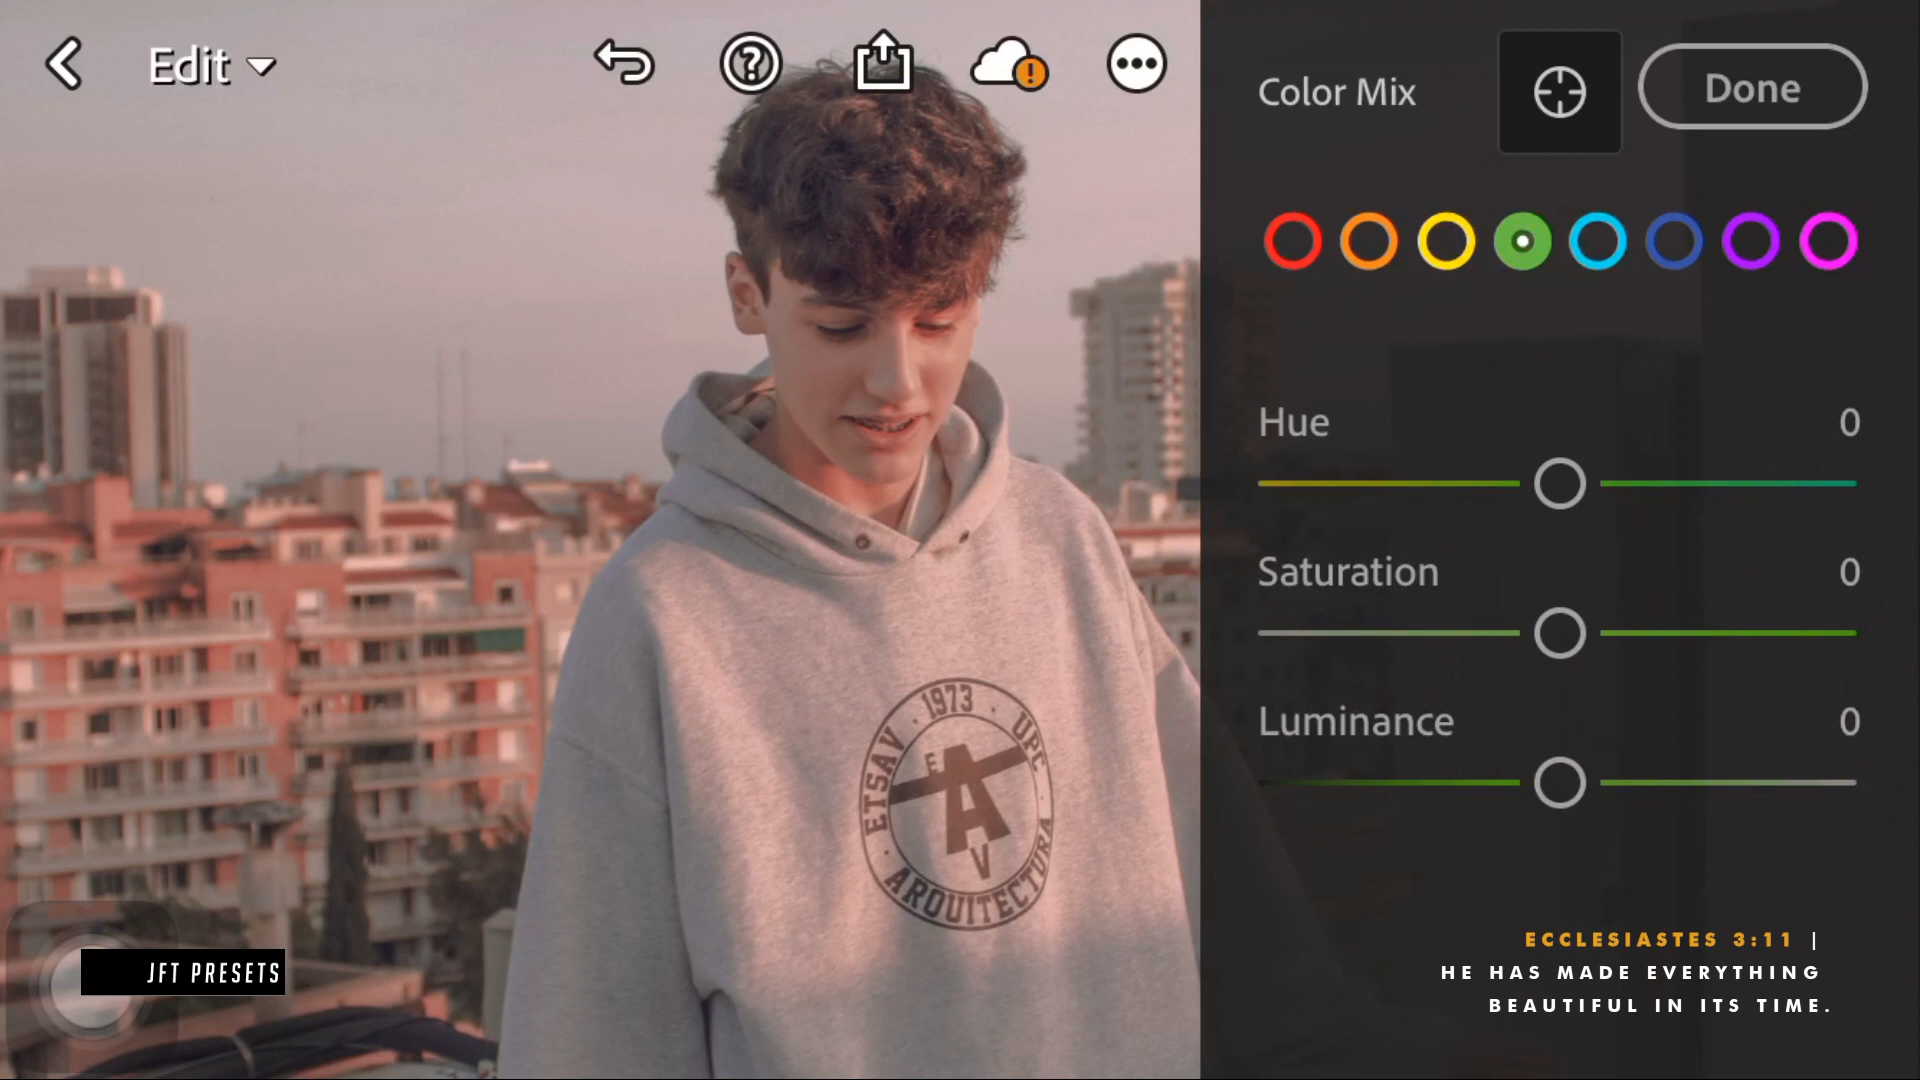 Edit
Color Mix
Done
Hue
0
Saturation
0
Luminance
0
1973
ETSAV
UPC
E
A
V
ARQUITECTURA
JFT PRESETS
ECCLESIASTES 3:11 |
HE HAS MADE EVERYTHING
BEAUTIFUL IN ITS TIME.